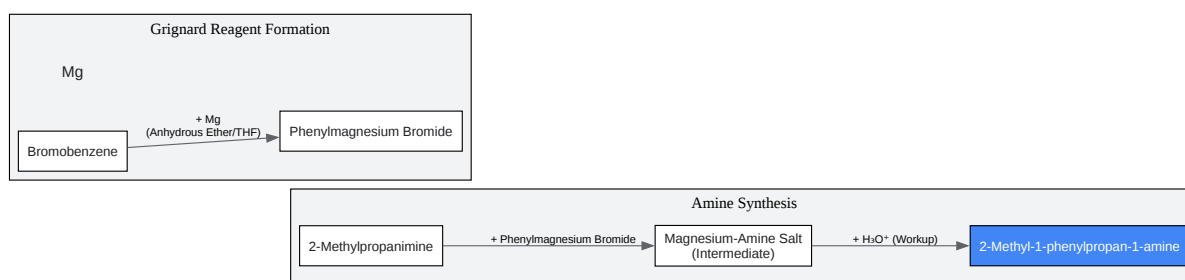 Grignard Reagent Formation
Mg
+ Mg
(Anhydrous Ether/THF)
Bromobenzene
Phenylmagnesium Bromide
Amine Synthesis
2-Methylpropanimine
+ Phenylmagnesium Bromide
Magnesium-Amine Salt
(Intermediate)
+ H₃O⁺ (Workup)
2-Methyl-1-phenylpropan-1-amine